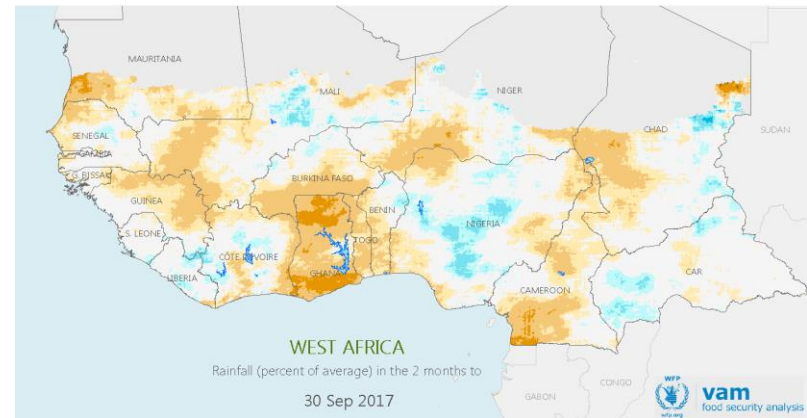 MAURITANIA
MALI
NIGER
CHAD
SUDAN
SENEGAL
GAMBIA
G. BISSAU
BURKINA FASO
GUINEA
BENIN
NIGERIA
S. LEONE
TOGO
CÔTE D'IVOIRE
GHANA
LIBERIA
CAR
CAMEROON
WEST AFRICA
Rainfall (percent of average) in the 2 months to
30 Sep 2017
GABON
CONGO
WFP
wfp.org
vam
food security analysis